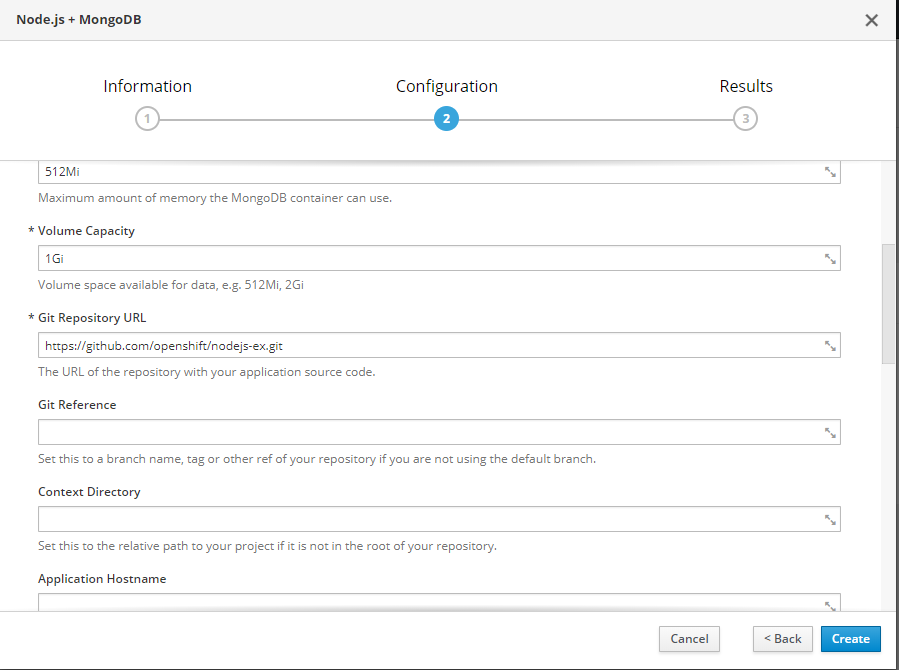 Node.js + MongoDB
Information Configuration Results
1 2 3
512Mi
Maximum amount of memory the MongoDB container can use.
* Volume Capacity
1Gi
Volume space available for data, e.g. 512Mi, 2Gi
* Git Repository URL
https://github.com/openshift/nodejs-ex.git
The URL of the repository with your application source code.
Git Reference
Set this to a branch name, tag or other ref of your repository if you are not using the default branch.
Context Directory
Set this to the relative path to your project if it is not in the root of your repository.
Application Hostname
Cancel < Back Create